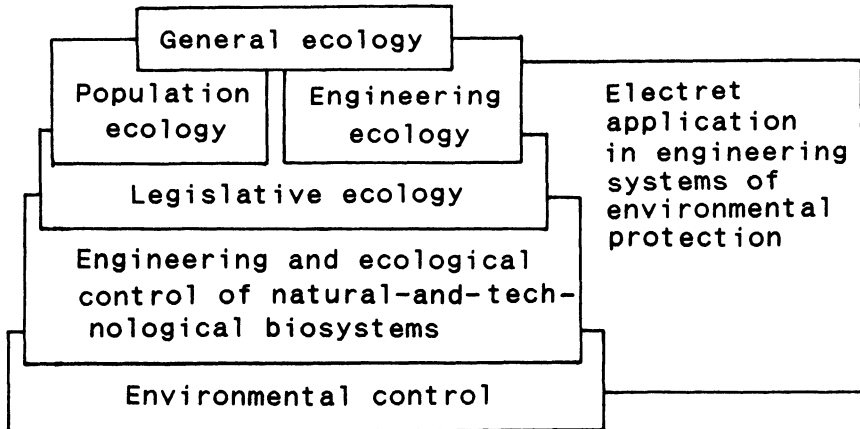 General ecology
Population
ecology
Engineering
ecology
Legislative ecology
Engineering and ecological
control of natural-and-tech-
nological biosystems
Environmental control
Electret
application
in engineering
systems of
environmental
protection